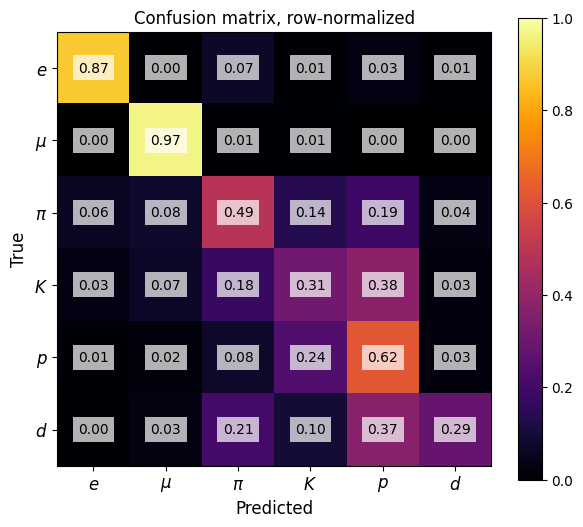 Confusion matrix, row-normalized
1.0
e 0.87 0.00 0.07 0.01 0.03 0.01
0.8
μ 0.00 0.97 0.01 0.01 0.00 0.00
0.6
π 0.06 0.08 0.49 0.14 0.19 0.04
True
K 0.03 0.07 0.18 0.31 0.38 0.03
0.4
p 0.01 0.02 0.08 0.24 0.62 0.03
0.2
d 0.00 0.03 0.21 0.10 0.37 0.29
0.0
e μ π K p d
Predicted